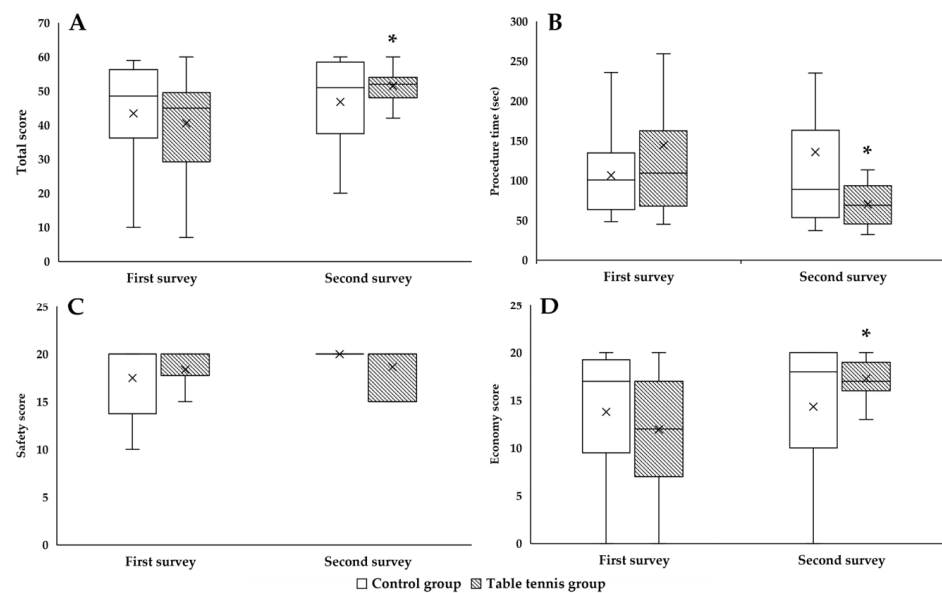 A
Total score
70
60
50
40
30
20
10
0
*
First survey
Second survey
B
Procedure time (sec)
300
250
200
150
100
50
0
*
First survey
Second survey
C
Safety score
25
20
15
10
5
0
First survey
Second survey
D
Economy score
25
20
15
10
5
0
*
First survey
Second survey
Control group Table tennis group